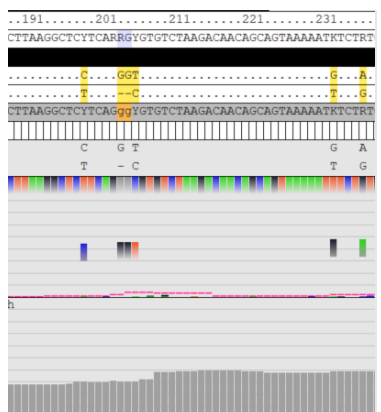 ..191.......201.......211.......221.......231.....
CTTAAGGCTCYTCARRGYGTGTCTAAGACAACAGCAGTAAAAATKTCTRT
..........C....GGT..........................G...A.
..........T....--C..........................T...G.
CTTAAGGCTCYTCAGggYGTGTCTAAGACAACAGCAGTAAAAATKTCTRT
C G T G A
T - C T G
h